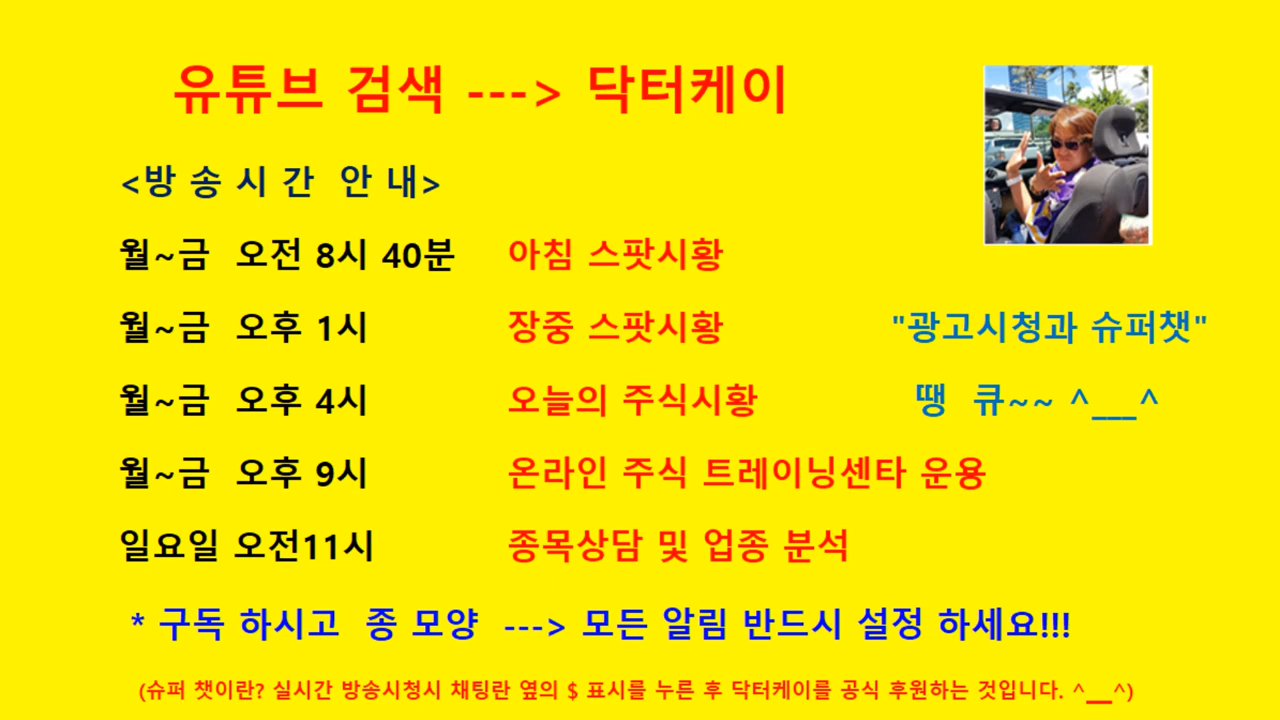 유튜브 검색 ---> 닥터케이
<방 송 시 간 안 내>
월~금 오전 8시 40분 아침 스팟시황
월~금 오후 1시 장중 스팟시황 "광고시청과 슈퍼챗"
월~금 오후 4시 오늘의 주식시황 땡 큐~~ ^___^
월~금 오후 9시 온라인 주식 트레이닝센타 운용
일요일 오전11시 종목상담 및 업종 분석
* 구독 하시고 종 모양 ---> 모든 알림 반드시 설정 하세요!!!
(슈퍼 챗이란? 실시간 방송시청시 채팅란 옆의 $ 표시를 누른 후 닥터케이를 공식 후원하는 것입니다. ^__^)